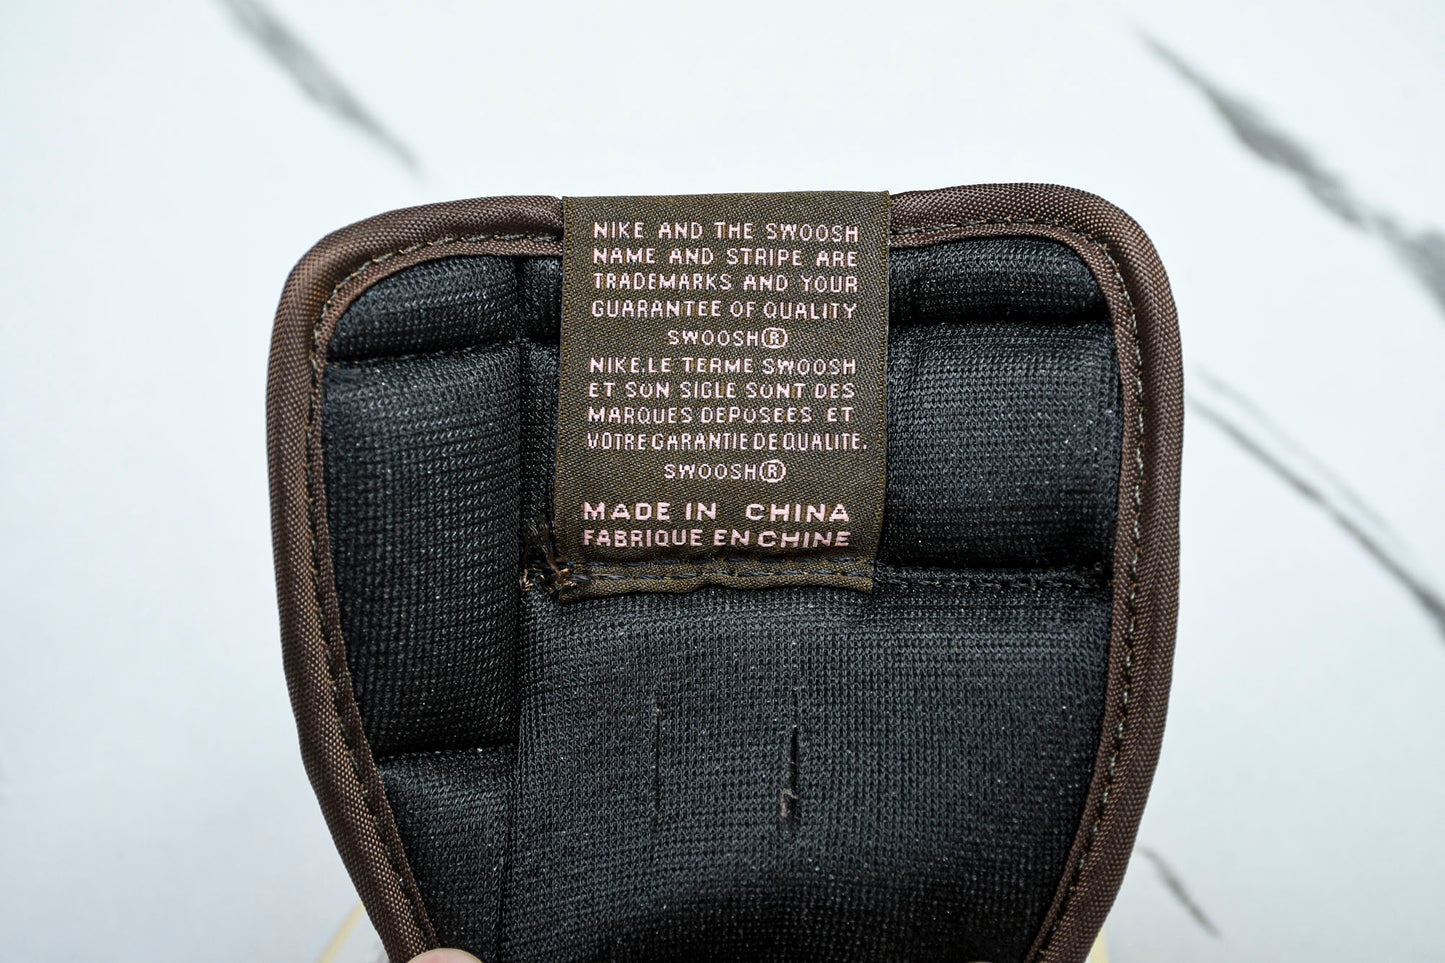 NIKE AND THE SWOOSH
NAME AND STRIPE ARE
TRADEMARKS AND YOUR
GUARANTEE OF QUALITY
SWOOSH®
NIKE,LE TERME SWOOSH
ET SON SIGLE SONT DES
MARQUES DEPOSEES ET
VOTRE GARANTIE DE QUALITE.
SWOOSH®
MADE IN CHINA
FABRIQUE EN CHINE